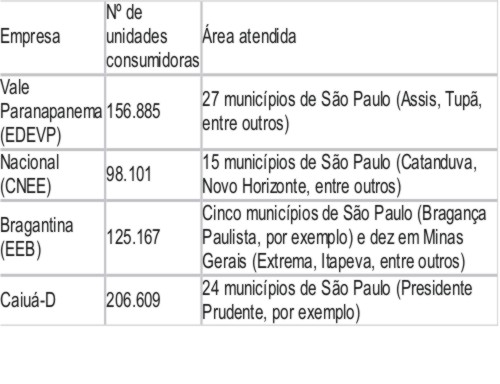 Empresa
Nº de
unidades
consumidoras
Área atendida
Vale
Paranapanema
(EDEVP)
156.885
27 municípios de São Paulo (Assis, Tupã,
entre outros)
Nacional
(CNEE)
98.101
15 municípios de São Paulo (Catanduva,
Novo Horizonte, entre outros)
Bragantina
(EEB)
125.167
Cinco municípios de São Paulo (Bragança
Paulista, por exemplo) e dez em Minas
Gerais (Extrema, Itapeva, entre outros)
Caiuá-D
206.609
24 municípios de São Paulo (Presidente
Prudente, por exemplo)